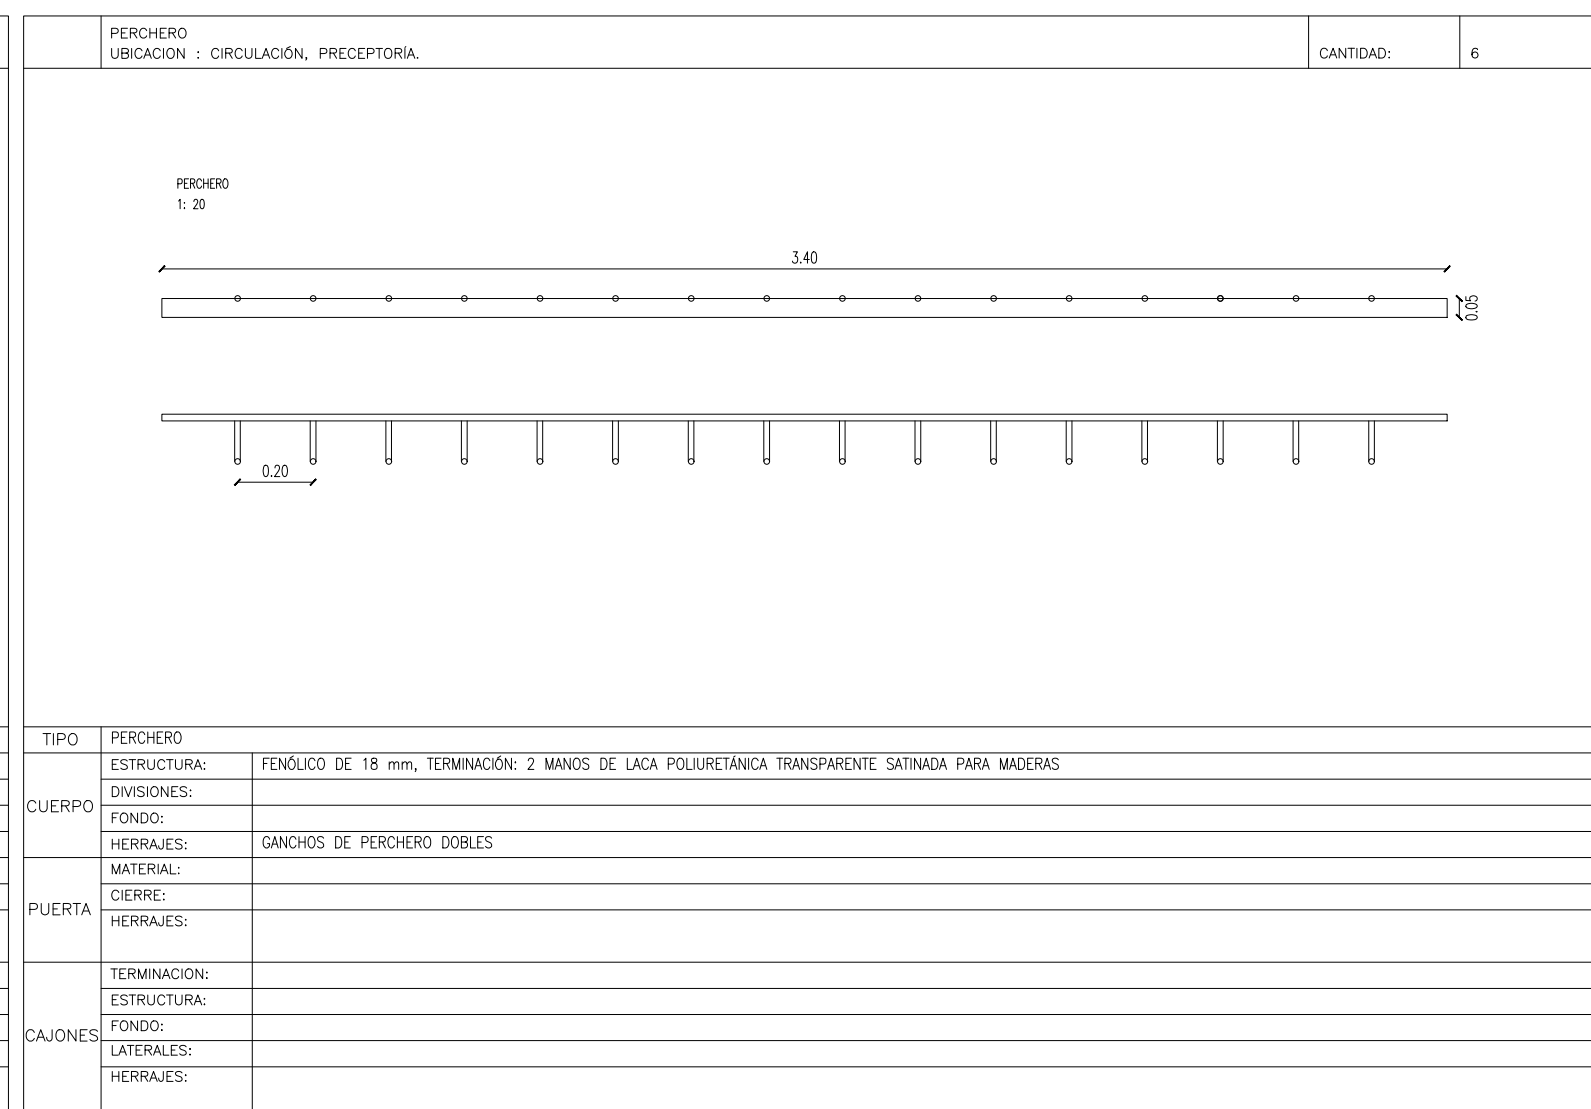 PERCHERO
UBICACION : CIRCULACIÓN, PRECEPTORÍA.
CANTIDAD:
6
PERCHERO
1: 20
3.40
0.05
0.20
TIPO
PERCHERO
CUERPO
ESTRUCTURA:
FENÓLICO DE 18 mm, TERMINACIÓN: 2 MANOS DE LACA POLIURETÁNICA TRANSPARENTE SATINADA PARA MADERAS
DIVISIONES:
FONDO:
HERRAJES:
GANCHOS DE PERCHERO DOBLES
PUERTA
MATERIAL:
CIERRE:
HERRAJES:
CAJONES
TERMINACION:
ESTRUCTURA:
FONDO:
LATERALES:
HERRAJES: